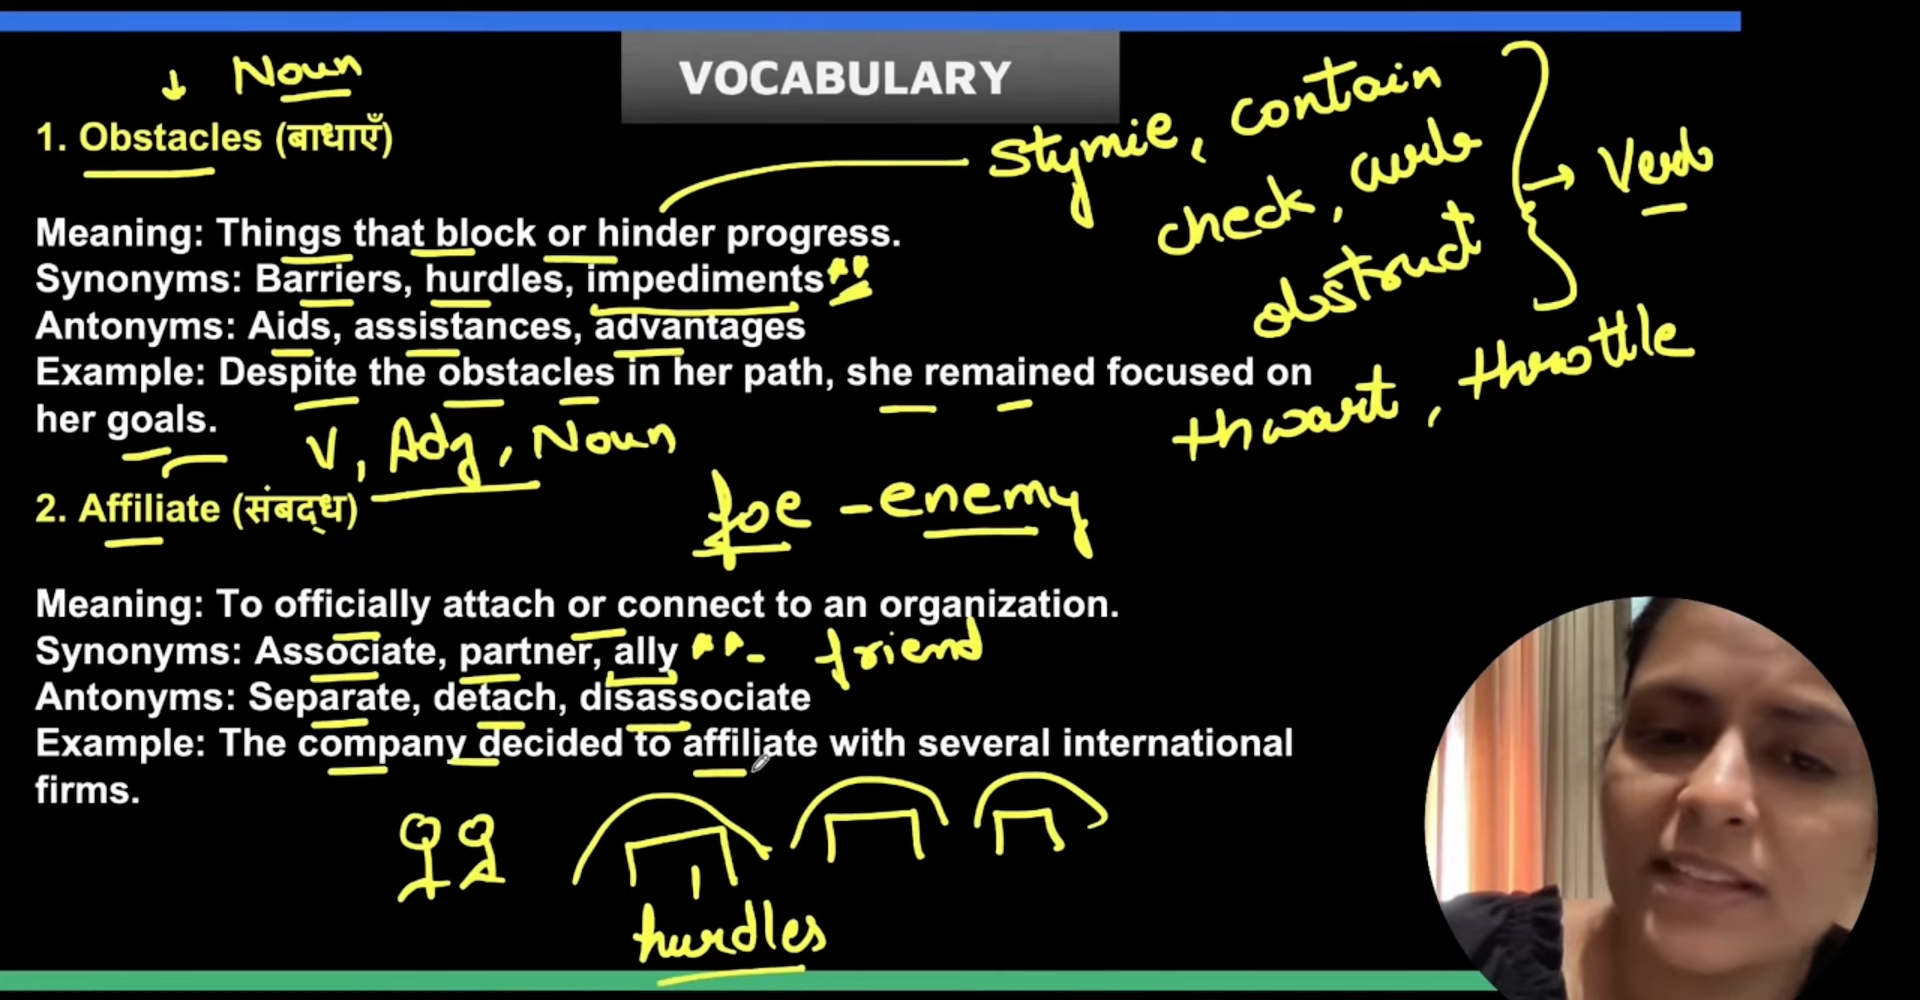 VOCABULARY
Noun
1. Obstacles (बाधाएँ)
Stymie, contain
check, curb
obstruct
thwart, throttle
Verb
Meaning: Things that block or hinder progress.
Synonyms: Barriers, hurdles, impediments
Antonyms: Aids, assistances, advantages
Example: Despite the obstacles in her path, she remained focused on
her goals.
V, Adj, Noun
2. Affiliate (संबद्ध)
foe - enemy
Meaning: To officially attach or connect to an organization.
Synonyms: Associate, partner, ally - friend
Antonyms: Separate, detach, disassociate
Example: The company decided to affiliate with several international
firms.
hurdles